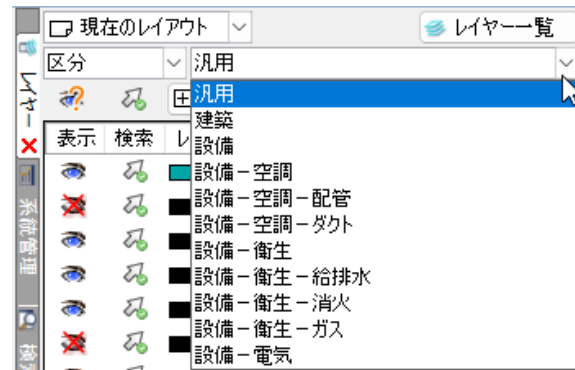 現在のレイアウト
レイヤー一覧
区分
汎用
レイヤー
表示
検索
レ
汎用
建築
設備
設備－空調
設備－空調－配管
設備－空調－ダクト
設備－衛生
設備－衛生－給排水
設備－衛生－消火
設備－衛生－ガス
設備－電気
系統管理
検